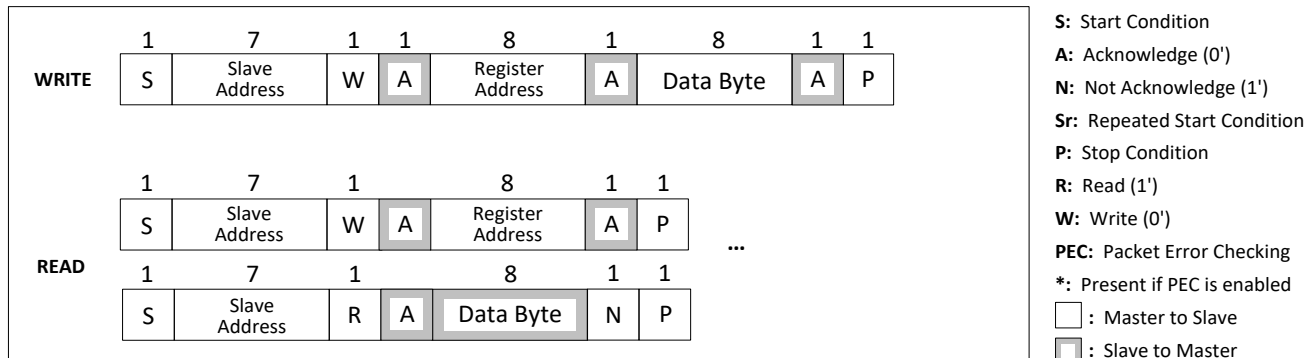 1 7 1 1 8 1 8 1 1
WRITE S Slave Address W A Register Address A Data Byte A P
1 7 1 8 1 1
S Slave Address W A Register Address A P ...
READ
1 7 1 8 1 1
S Slave Address R A Data Byte N P
S: Start Condition
A: Acknowledge (0')
N: Not Acknowledge (1')
Sr: Repeated Start Condition
P: Stop Condition
R: Read (1')
W: Write (0')
PEC: Packet Error Checking
*: Present if PEC is enabled
: Master to Slave
: Slave to Master